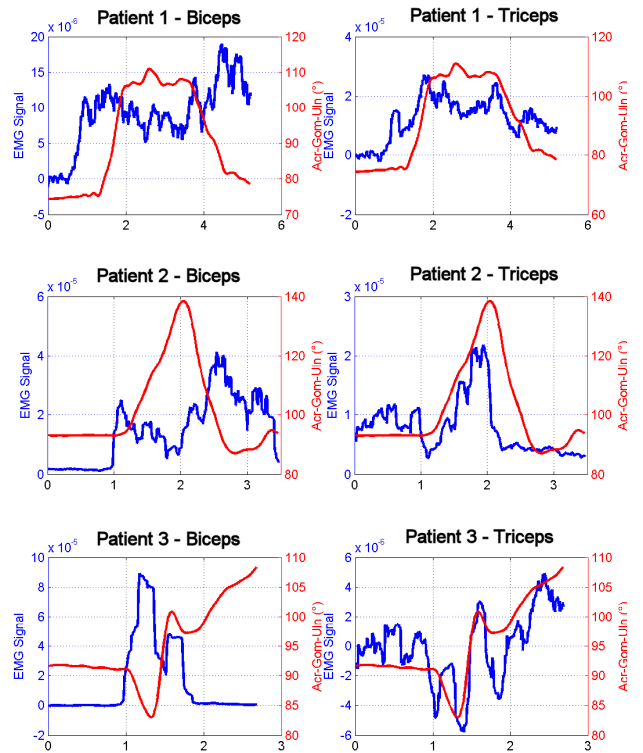 Patient 1 - Biceps
x 10⁻⁶
20
15
10
5
0
-5
EMG Signal
120
110
100
90
80
70
Acr-Gom-Uln (°)
0 2 4 6
Patient 1 - Triceps
x 10⁻⁵
4
2
0
-2
EMG Signal
120
100
80
60
Acr-Gom-Uln (°)
0 2 4 6
Patient 2 - Biceps
x 10⁻⁵
6
4
2
0
EMG Signal
140
120
100
80
Acr-Gom-Uln (°)
0 1 2 3
Patient 2 - Triceps
x 10⁻⁵
3
2
1
0
EMG Signal
140
120
100
80
Acr-Gom-Uln (°)
0 1 2 3
Patient 3 - Biceps
x 10⁻⁵
10
8
6
4
2
0
-2
EMG Signal
110
105
100
95
90
85
80
Acr-Gom-Uln (°)
0 1 2 3
Patient 3 - Triceps
x 10⁻⁶
6
4
2
0
-2
-4
-6
EMG Signal
110
105
100
95
90
85
80
Acr-Gom-Uln (°)
0 1 2 3